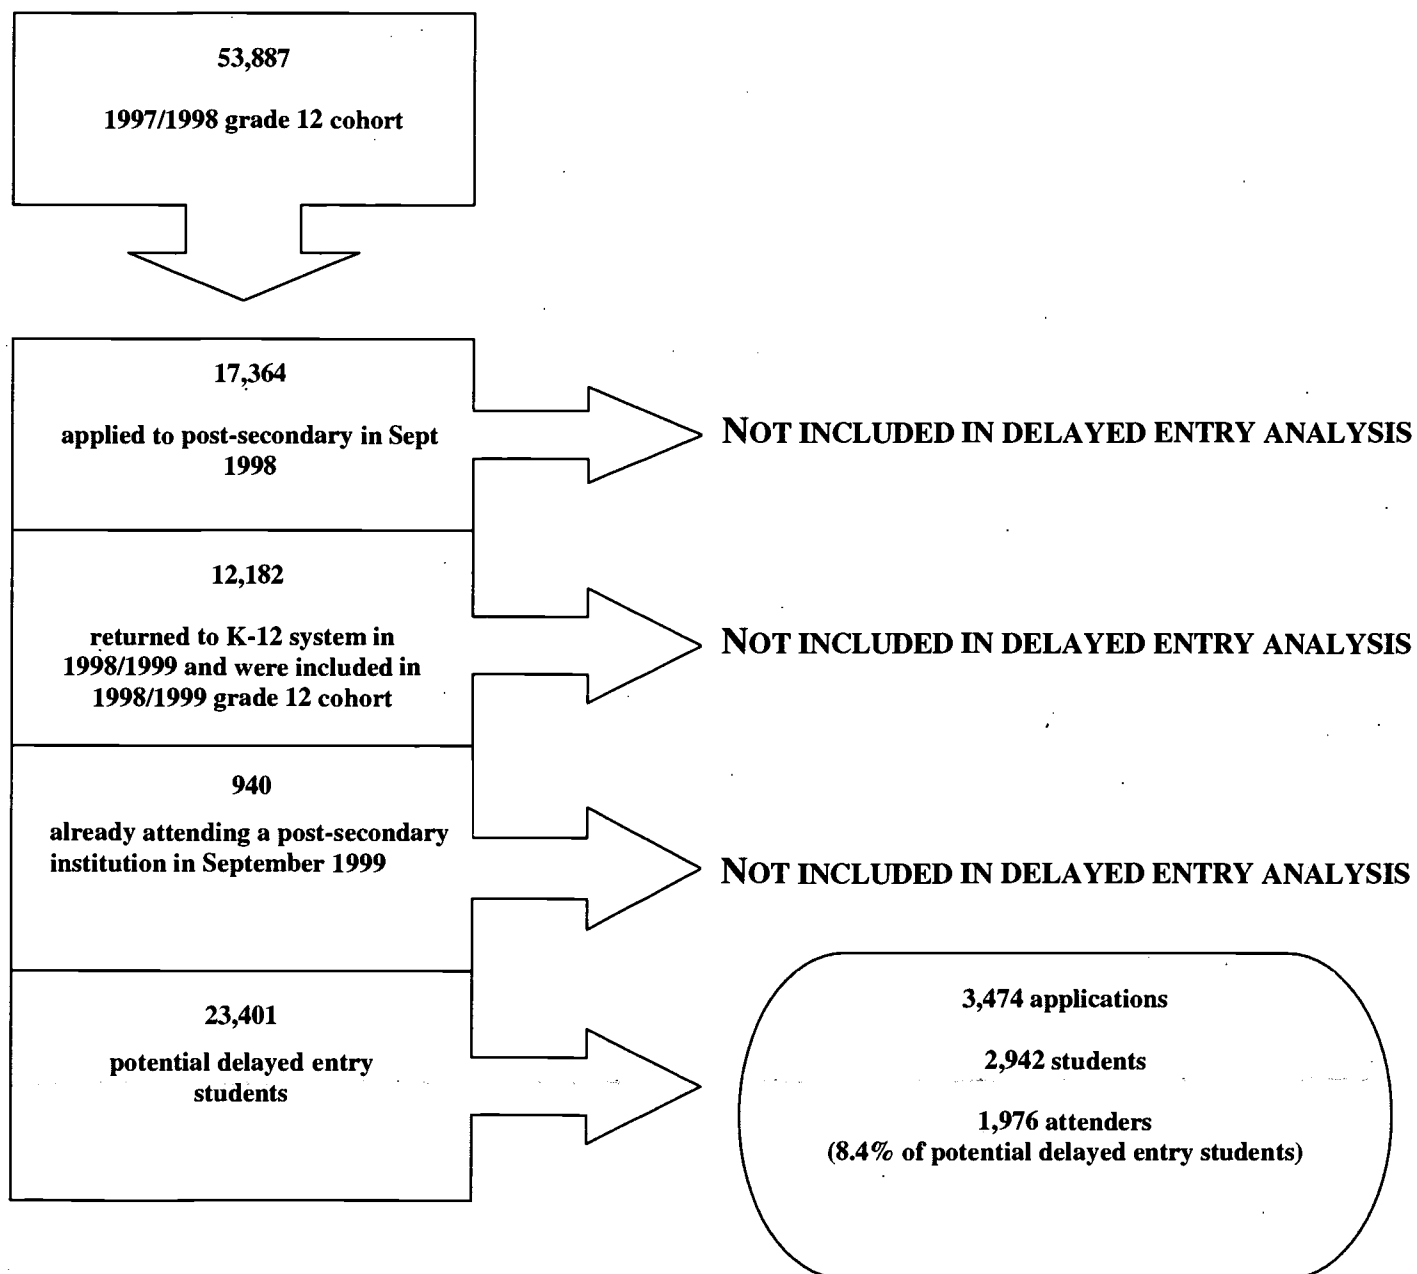 53,887
1997/1998 grade 12 cohort
17,364
applied to post-secondary in Sept
1998
NOT INCLUDED IN DELAYED ENTRY ANALYSIS
12,182
returned to K-12 system in
1998/1999 and were included in
1998/1999 grade 12 cohort
NOT INCLUDED IN DELAYED ENTRY ANALYSIS
940
already attending a post-secondary
institution in September 1999
NOT INCLUDED IN DELAYED ENTRY ANALYSIS
23,401
potential delayed entry
students
3,474 applications
2,942 students
1,976 attenders
(8.4% of potential delayed entry students)